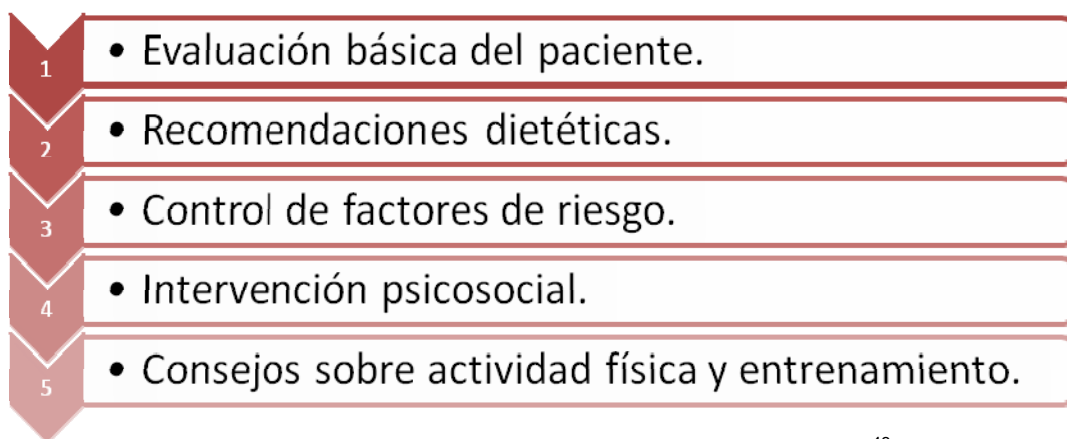 1 • Evaluación básica del paciente.
2 • Recomendaciones dietéticas.
3 • Control de factores de riesgo.
4 • Intervención psicosocial.
5 • Consejos sobre actividad física y entrenamiento.